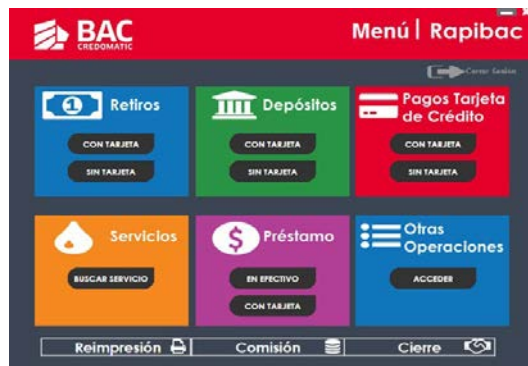 BAC
CREDOMATIC
Menú | Rapibac
Cerrar Sesión
1
Retiros
CON TARJETA
SIN TARJETA
Depósitos
CON TARJETA
SIN TARJETA
Pagos Tarjeta
de Crédito
CON TARJETA
SIN TARJETA
Servicios
BUSCAR SERVICIO
$ Préstamo
EN EFECTIVO
CON TARJETA
Otras
Operaciones
ACCEDER
Reimpresión
Comisión
Cierre